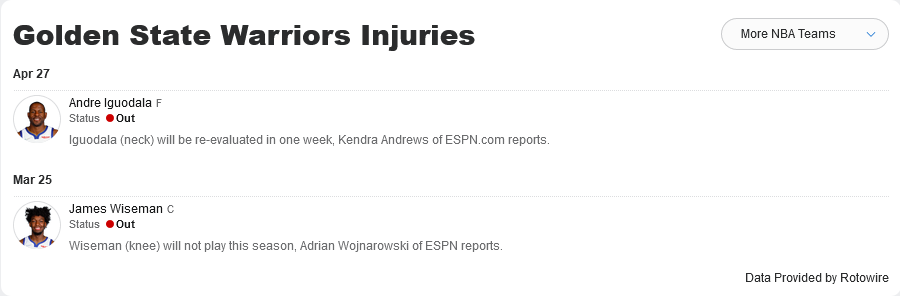 Golden State Warriors Injuries
More NBA Teams
Apr 27
Andre Iguodala F
Status Out
Iguodala (neck) will be re-evaluated in one week, Kendra Andrews of ESPN.com reports.
Mar 25
James Wiseman C
Status Out
Wiseman (knee) will not play this season, Adrian Wojnarowski of ESPN reports.
Data Provided by Rotowire